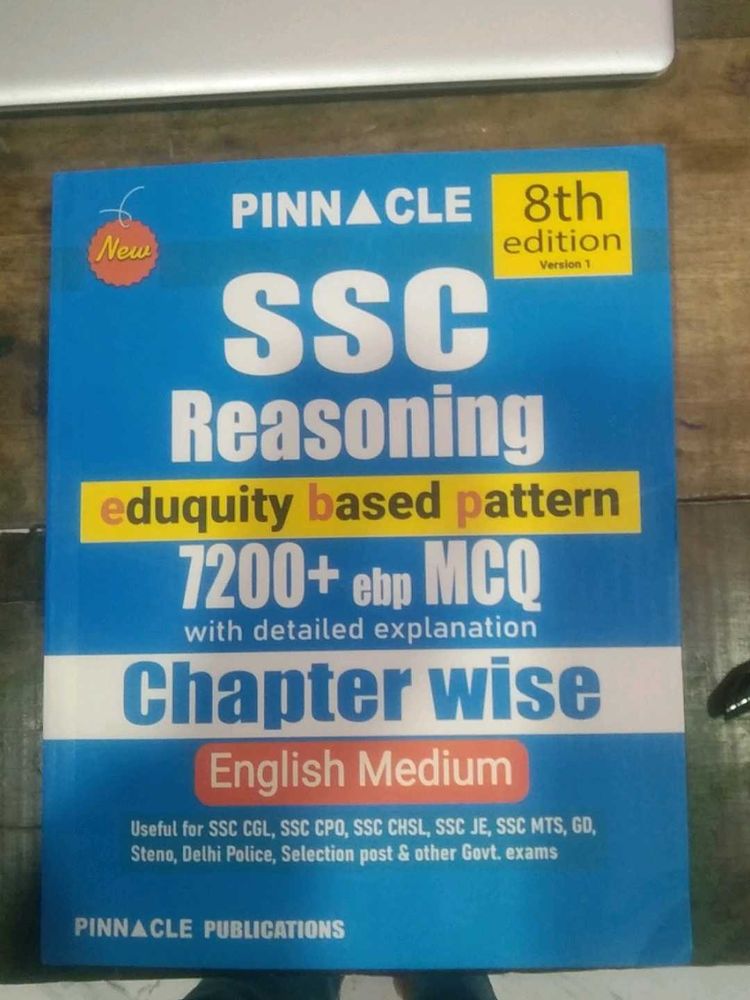 New
PINNACLE
8th
edition
Version 1
SSC
Reasoning
eduquity based pattern
7200+ ebp MCQ
with detailed explanation
Chapter wise
English Medium
Useful for SSC CGL, SSC CPO, SSC CHSL, SSC JE, SSC MTS, GD,
Steno, Delhi Police, Selection post & other Govt. exams
PINNACLE PUBLICATIONS